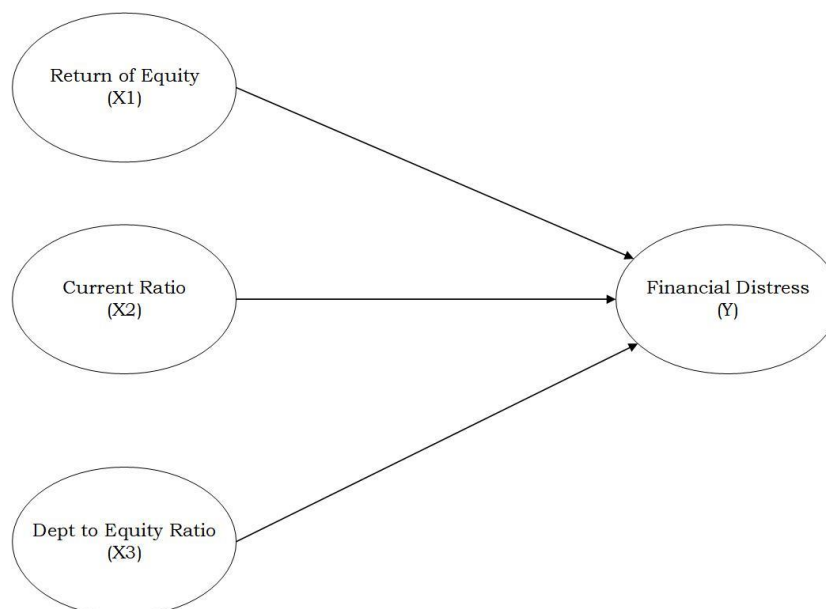 Return of Equity
(X1)
Current Ratio
(X2)
Financial Distress
(Y)
Dept to Equity Ratio
(X3)